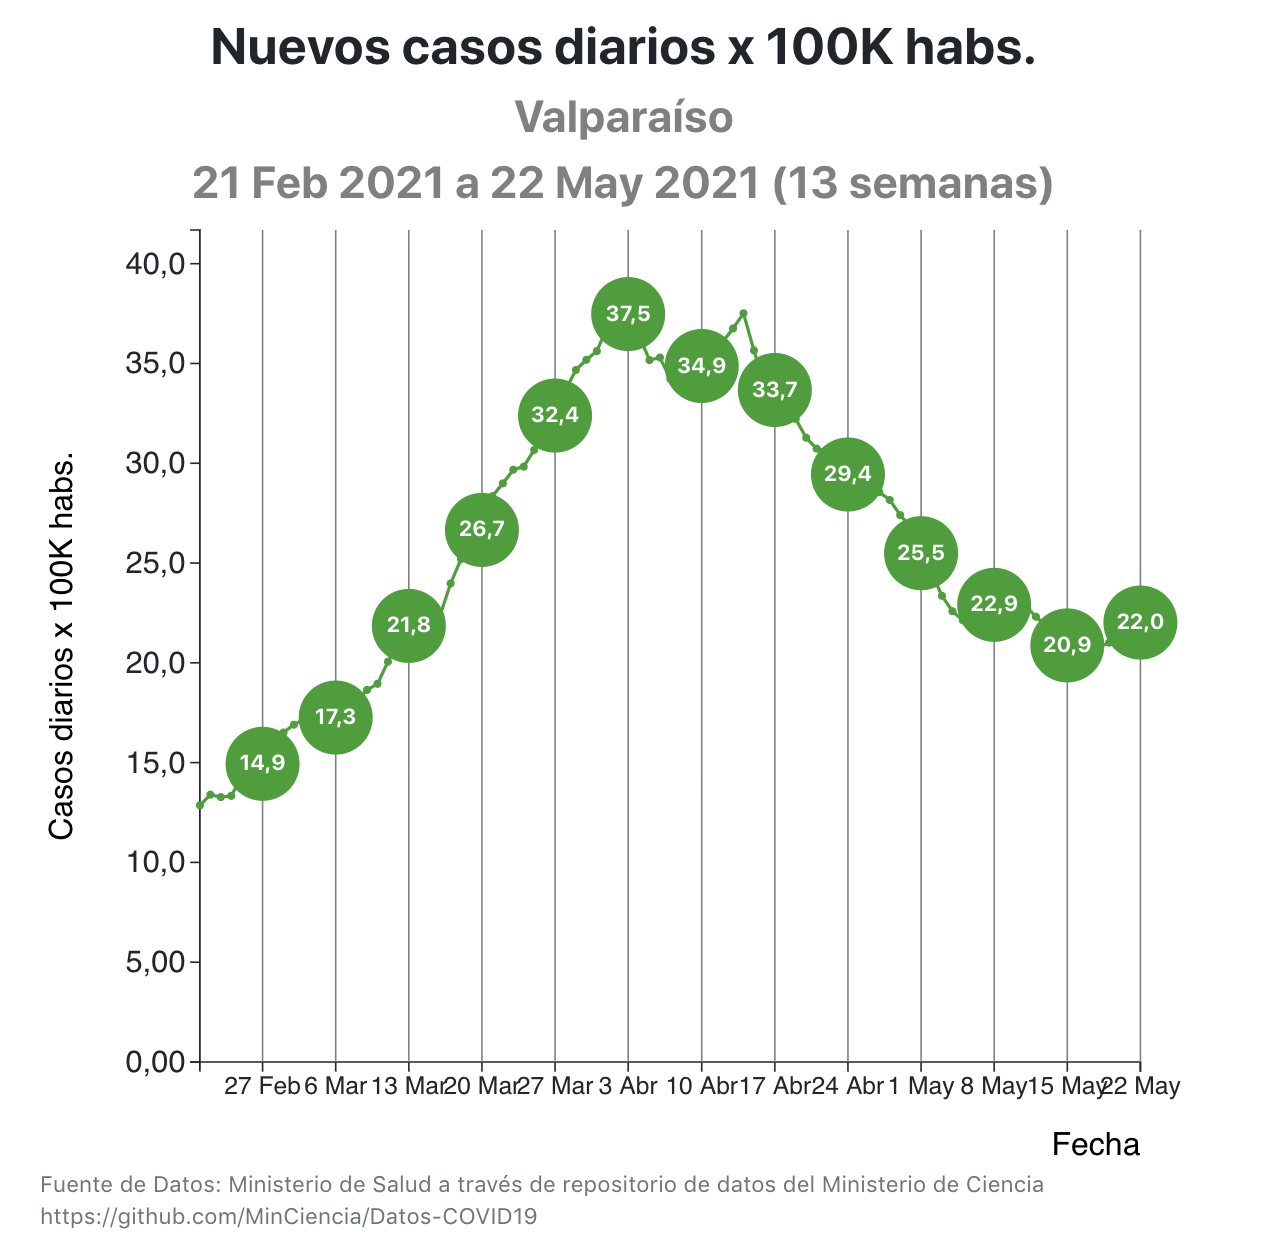 Nuevos casos diarios x 100K habs.
Valparaíso
21 Feb 2021 a 22 May 2021 (13 semanas)
Casos diarios x 100K habs.
40,0
35,0
30,0
25,0
20,0
15,0
10,0
5,00
0,00
14,9
17,3
21,8
26,7
32,4
37,5
34,9
33,7
29,4
25,5
22,9
20,9
22,0
27 Feb 6 Mar 13 Mar 20 Mar 27 Mar 3 Abr 10 Abr 17 Abr 24 Abr 1 May 8 May 15 May 22 May
Fecha
Fuente de Datos: Ministerio de Salud a través de repositorio de datos del Ministerio de Ciencia
https://github.com/MinCiencia/Datos-COVID19